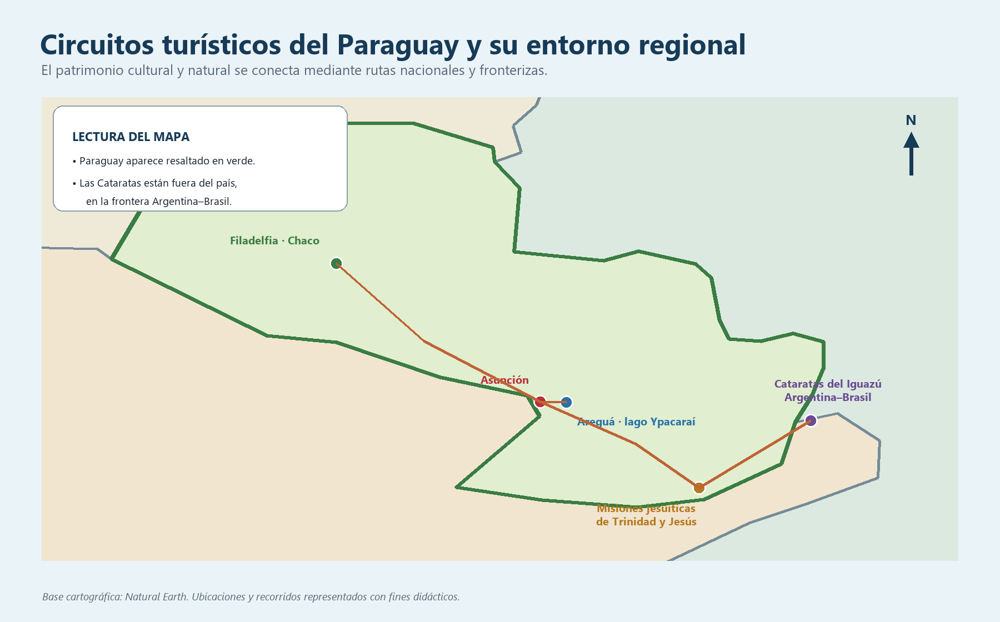 Circuitos turísticos del Paraguay y su entorno regional
El patrimonio cultural y natural se conecta mediante rutas nacionales y fronterizas.
LECTURA DEL MAPA
• Paraguay aparece resaltado en verde.
• Las Cataratas están fuera del país,
en la frontera Argentina–Brasil.
N
Filadelfia · Chaco
Asunción
Cataratas del Iguazú
Argentina–Brasil
Areguá · lago Ypacaraí
Misiones jesuíticas
de Trinidad y Jesús
Base cartográfica: Natural Earth. Ubicaciones y recorridos representados con fines didácticos.